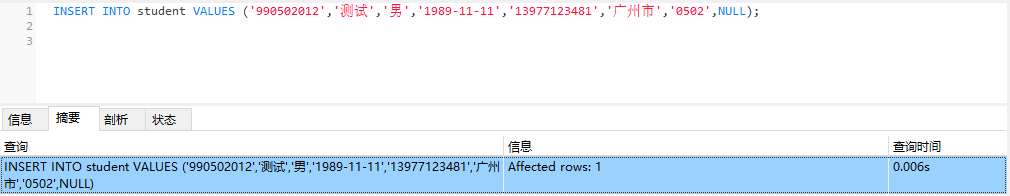 1 INSERT INTO student VALUES ('990502012','测试','男','1989-11-11','13977123481','广州市','0502',NULL);
2
3
信息 摘要 剖析 状态
查询 信息 查询时间
INSERT INTO student VALUES ('990502012','测试','男','1989-11-11','13977123481','广州 Affected rows: 1 0.006s
市','0502',NULL)